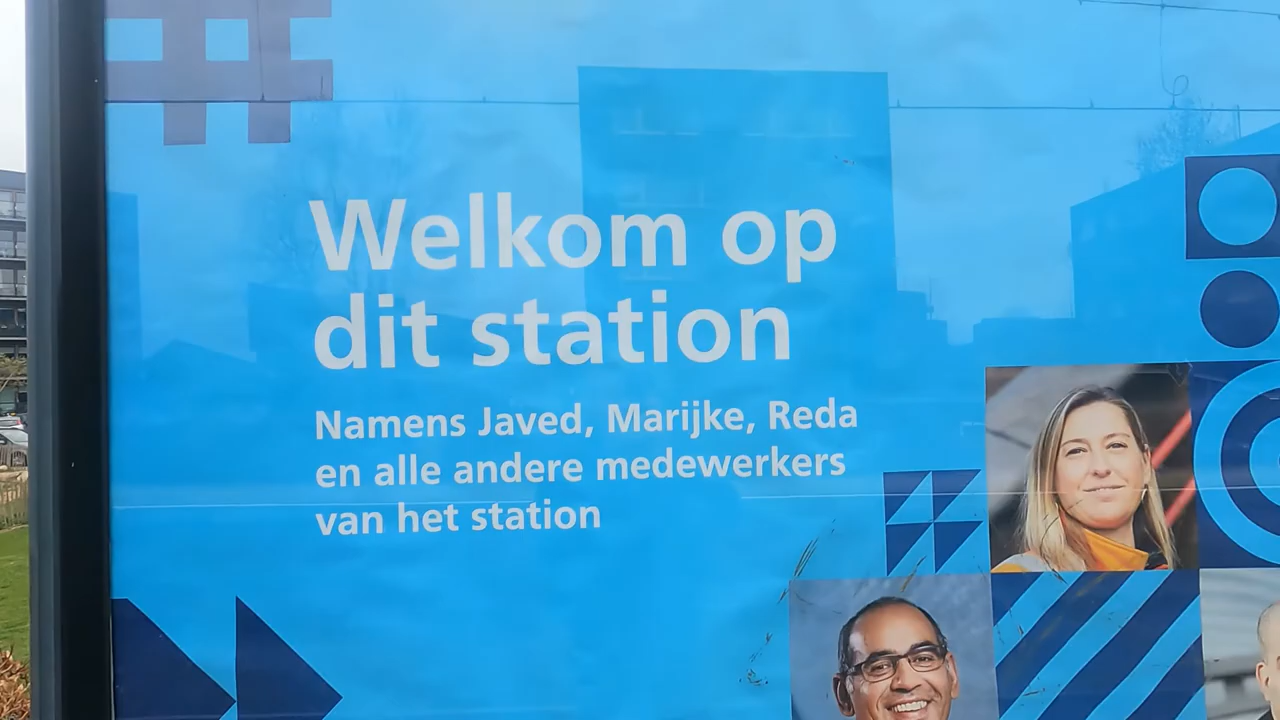 Welkom op
dit station
Namens Javed, Marijke, Reda
en alle andere medewerkers
van het station